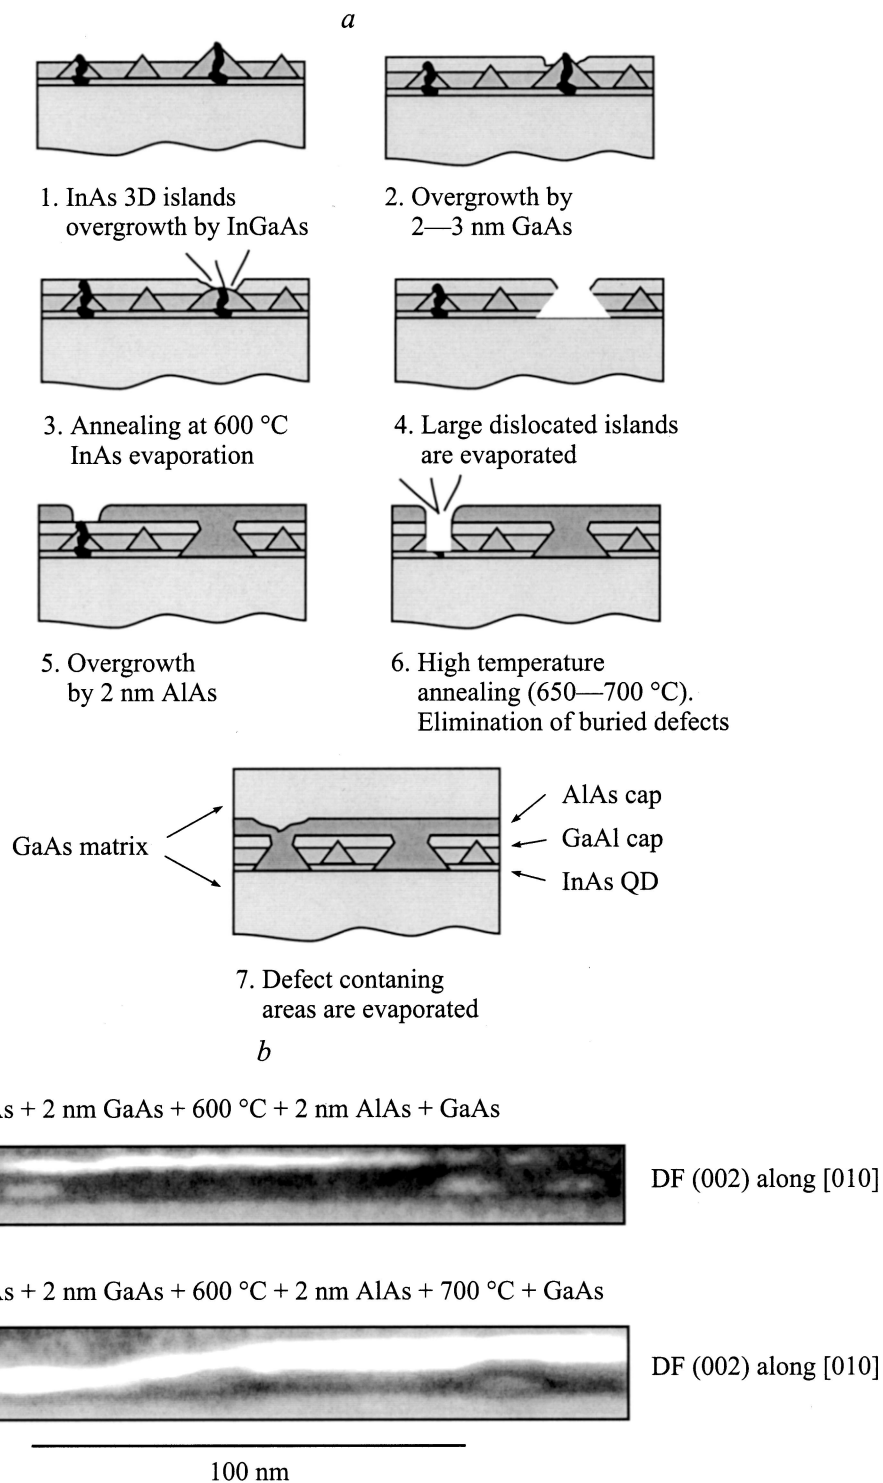 a
1. InAs 3D islands
overgrowth by InGaAs
2. Overgrowth by
2—3 nm GaAs
3. Annealing at 600 °C
InAs evaporation
4. Large dislocated islands
are evaporated
5. Overgrowth
by 2 nm AlAs
6. High temperature
annealing (650—700 °C).
Elimination of buried defects
GaAs matrix
AlAs cap
GaAl cap
InAs QD
7. Defect contaning
areas are evaporated
b
s + 2 nm GaAs + 600 °C + 2 nm AlAs + GaAs
DF (002) along [010]
s + 2 nm GaAs + 600 °C + 2 nm AlAs + 700 °C + GaAs
DF (002) along [010]
100 nm